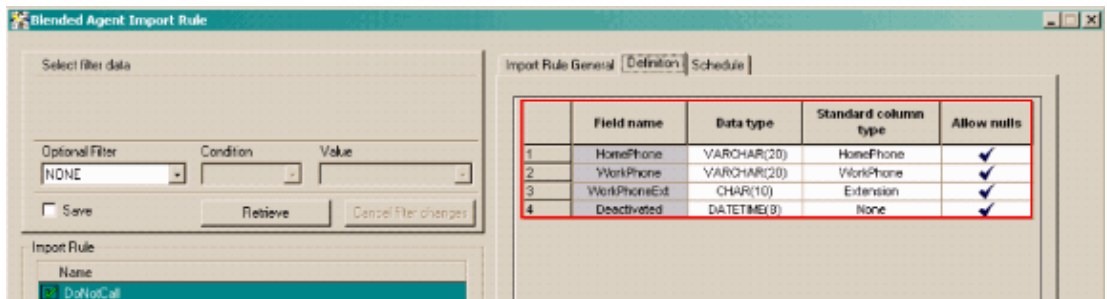 Blended Agent Import Rule
Select filter data
Optional Filter Condition Value
NONE
Save Retrieve Cancel filter changes
Import Rule
Name
DoNotCall
Import Rule General Definition Schedule
Field name Data type Standard column type Allow nulls
1 HomePhone VARCHAR(20) HomePhone
2 WorkPhone VARCHAR(20) WorkPhone
3 WorkPhoneExt CHAR(10) Extension
4 Deactivated DATETIME(8) None